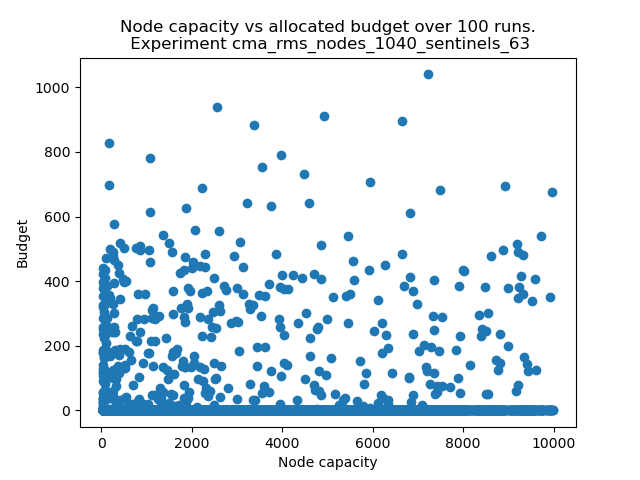 Node capacity vs allocated budget over 100 runs.
Experiment cma_rms_nodes_1040_sentinels_63
1000
800
600
400
200
0
Budget
0 2000 4000 6000 8000 10000
Node capacity